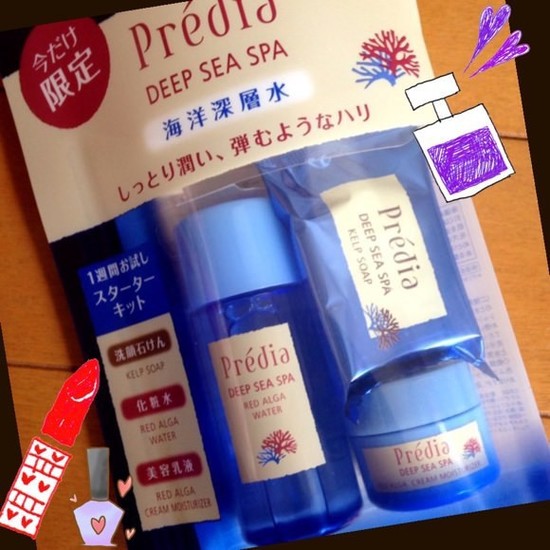 今だけ
限定
Prédia
DEEP SEA SPA
海洋深層水
しっとり潤い、弾むようなハリ
1週間お試し
スターター
キット
洗顔石けん
KELP SOAP
化粧水
RED ALGA
WATER
美容乳液
RED ALGA
CREAM MOISTURIZER
Prédia
DEEP SEA SPA
RED ALGA
WATER
Prédia
DEEP SEA SPA
KELP SOAP
Prédia
DEEP SEA SPA
CREAM MOISTURIZER